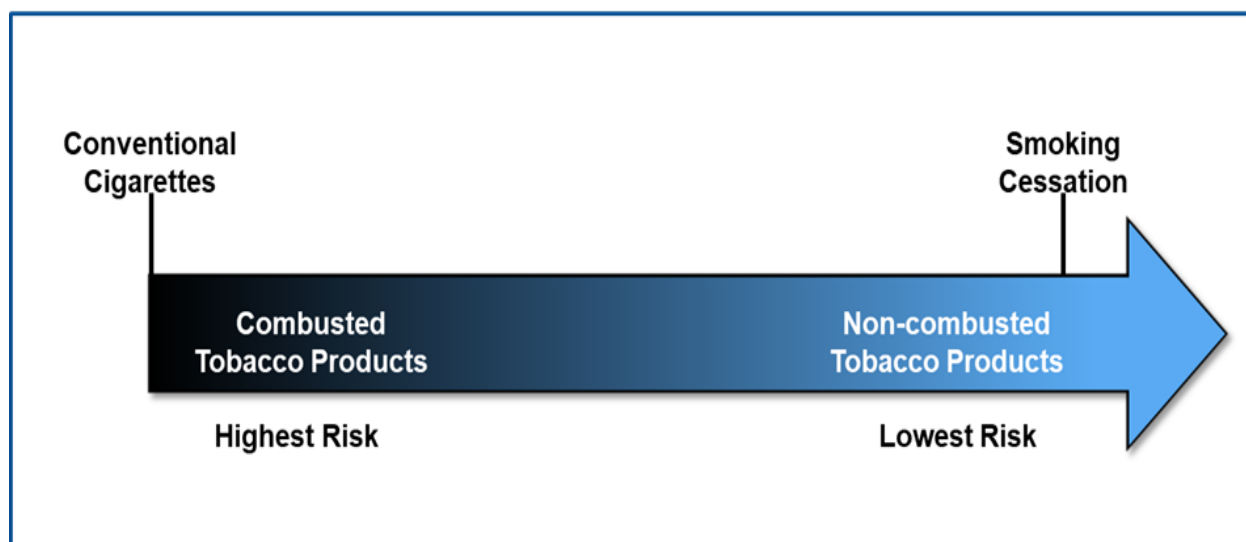 Conventional
Cigarettes
Smoking
Cessation
Combusted
Tobacco Products
Non-combusted
Tobacco Products
Highest Risk
Lowest Risk